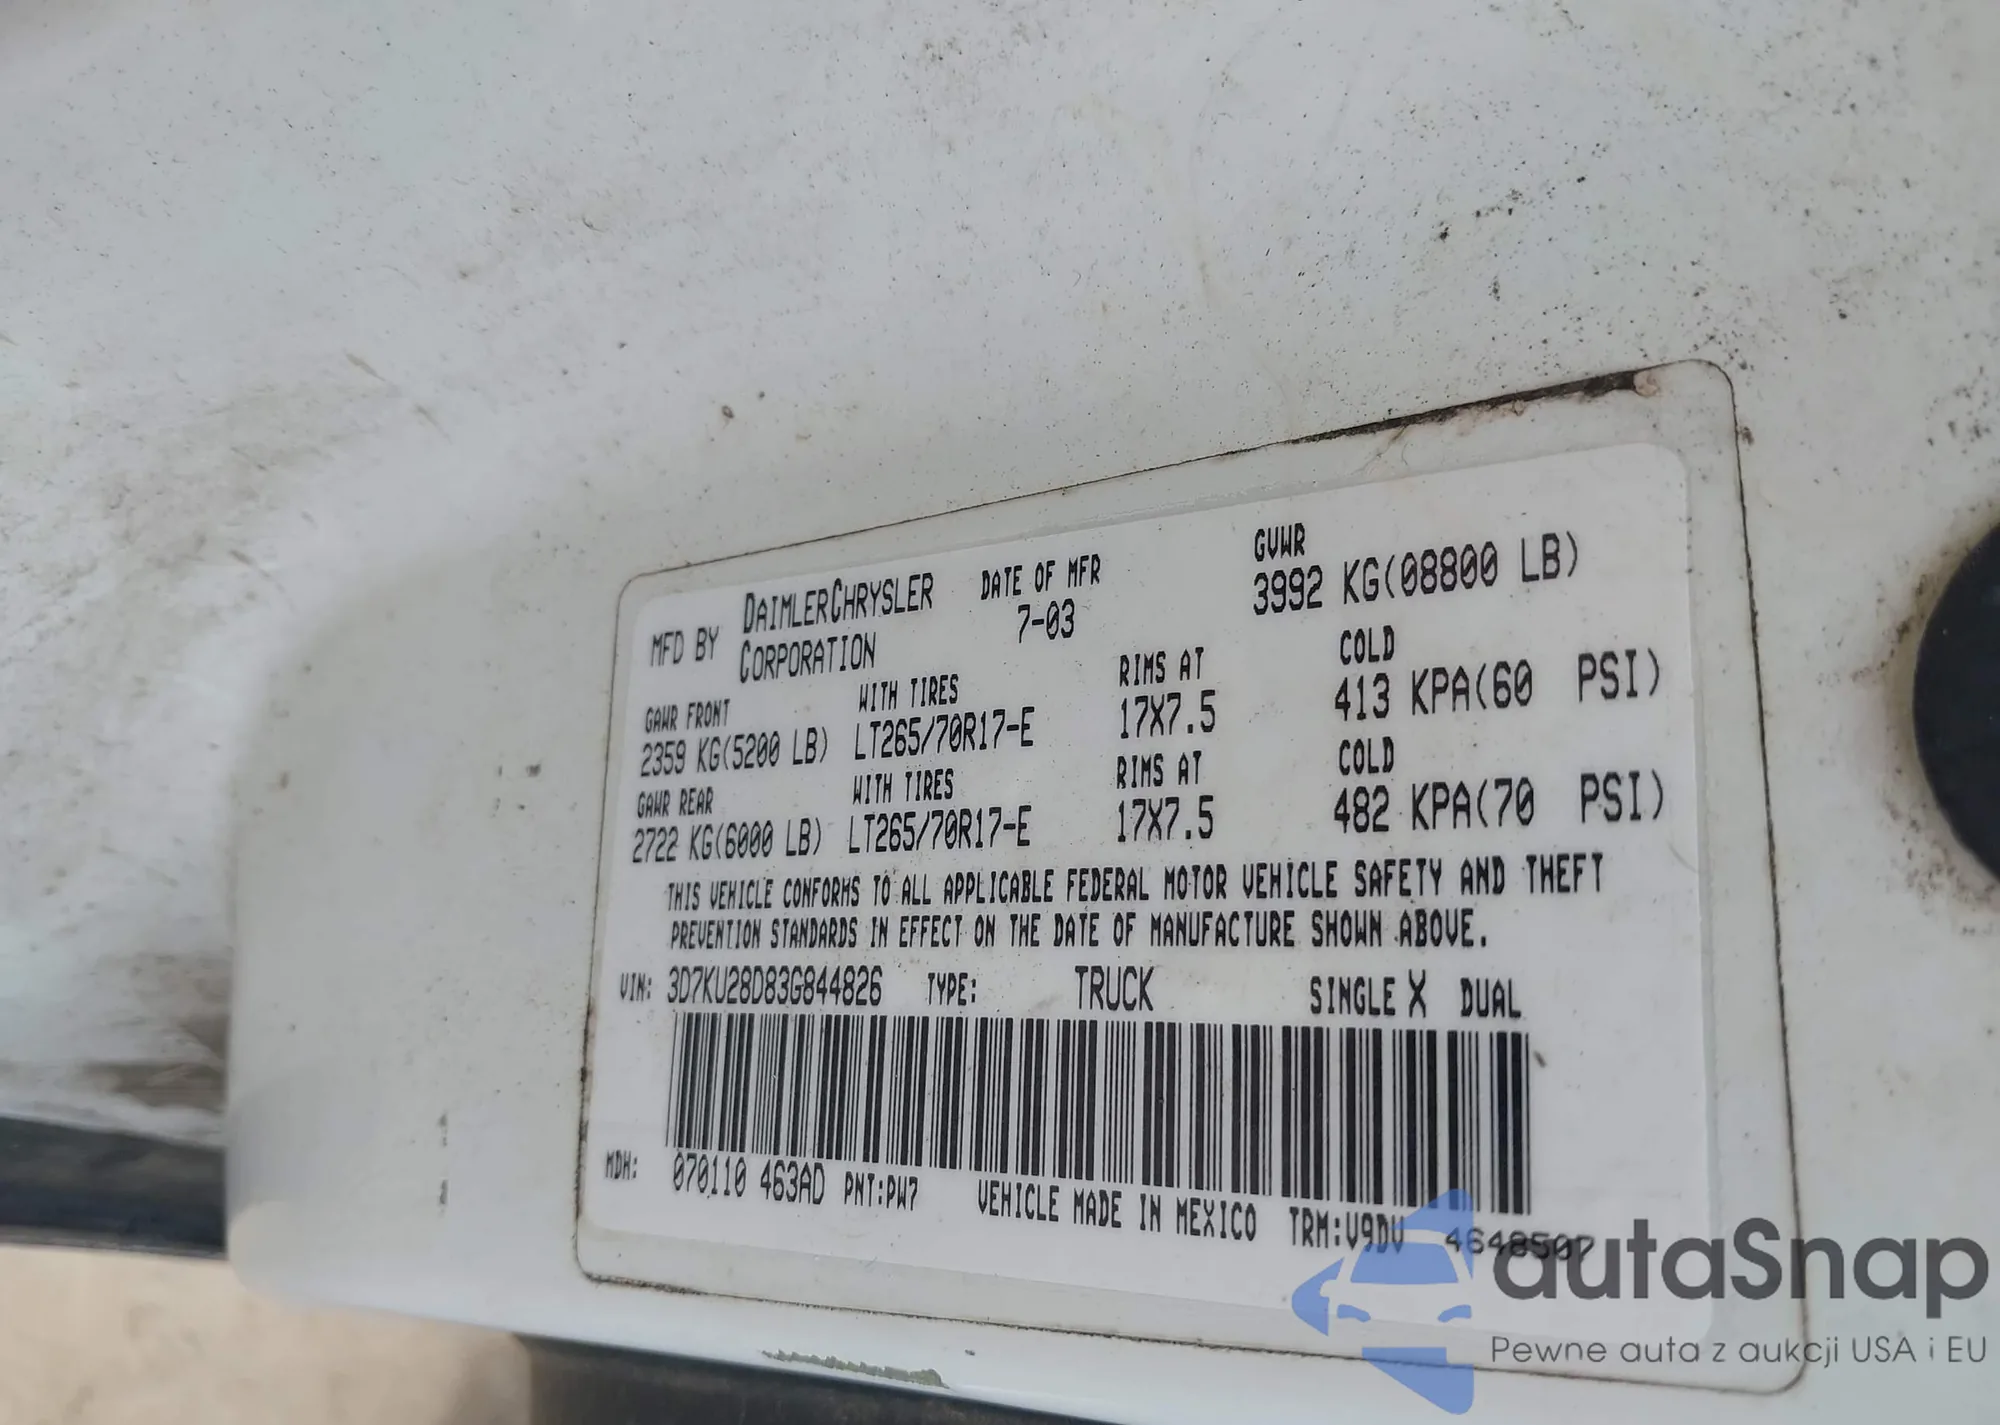 MFD BY DAIMLERCHRYSLER CORPORATION
DATE OF MFR
7-03
GVWR
3992 KG(08800 LB)
GAWR FRONT WITH TIRES RIMS AT COLD
2359 KG(5200 LB) LT265/70R17-E 17X7.5 413 KPA(60 PSI)
GAWR REAR WITH TIRES RIMS AT COLD
2722 KG(6000 LB) LT265/70R17-E 17X7.5 482 KPA(70 PSI)
THIS VEHICLE CONFORMS TO ALL APPLICABLE FEDERAL MOTOR VEHICLE SAFETY AND THEFT
PREVENTION STANDARDS IN EFFECT ON THE DATE OF MANUFACTURE SHOWN ABOVE.
VIN: 3D7KU28D83G844826 TYPE: TRUCK SINGLE X DUAL
MDH: 070110 463AD PNT:PW7 VEHICLE MADE IN MEXICO TRM:V9DV 4648507
autaSnap
Pewne auta z aukcji USA i EU